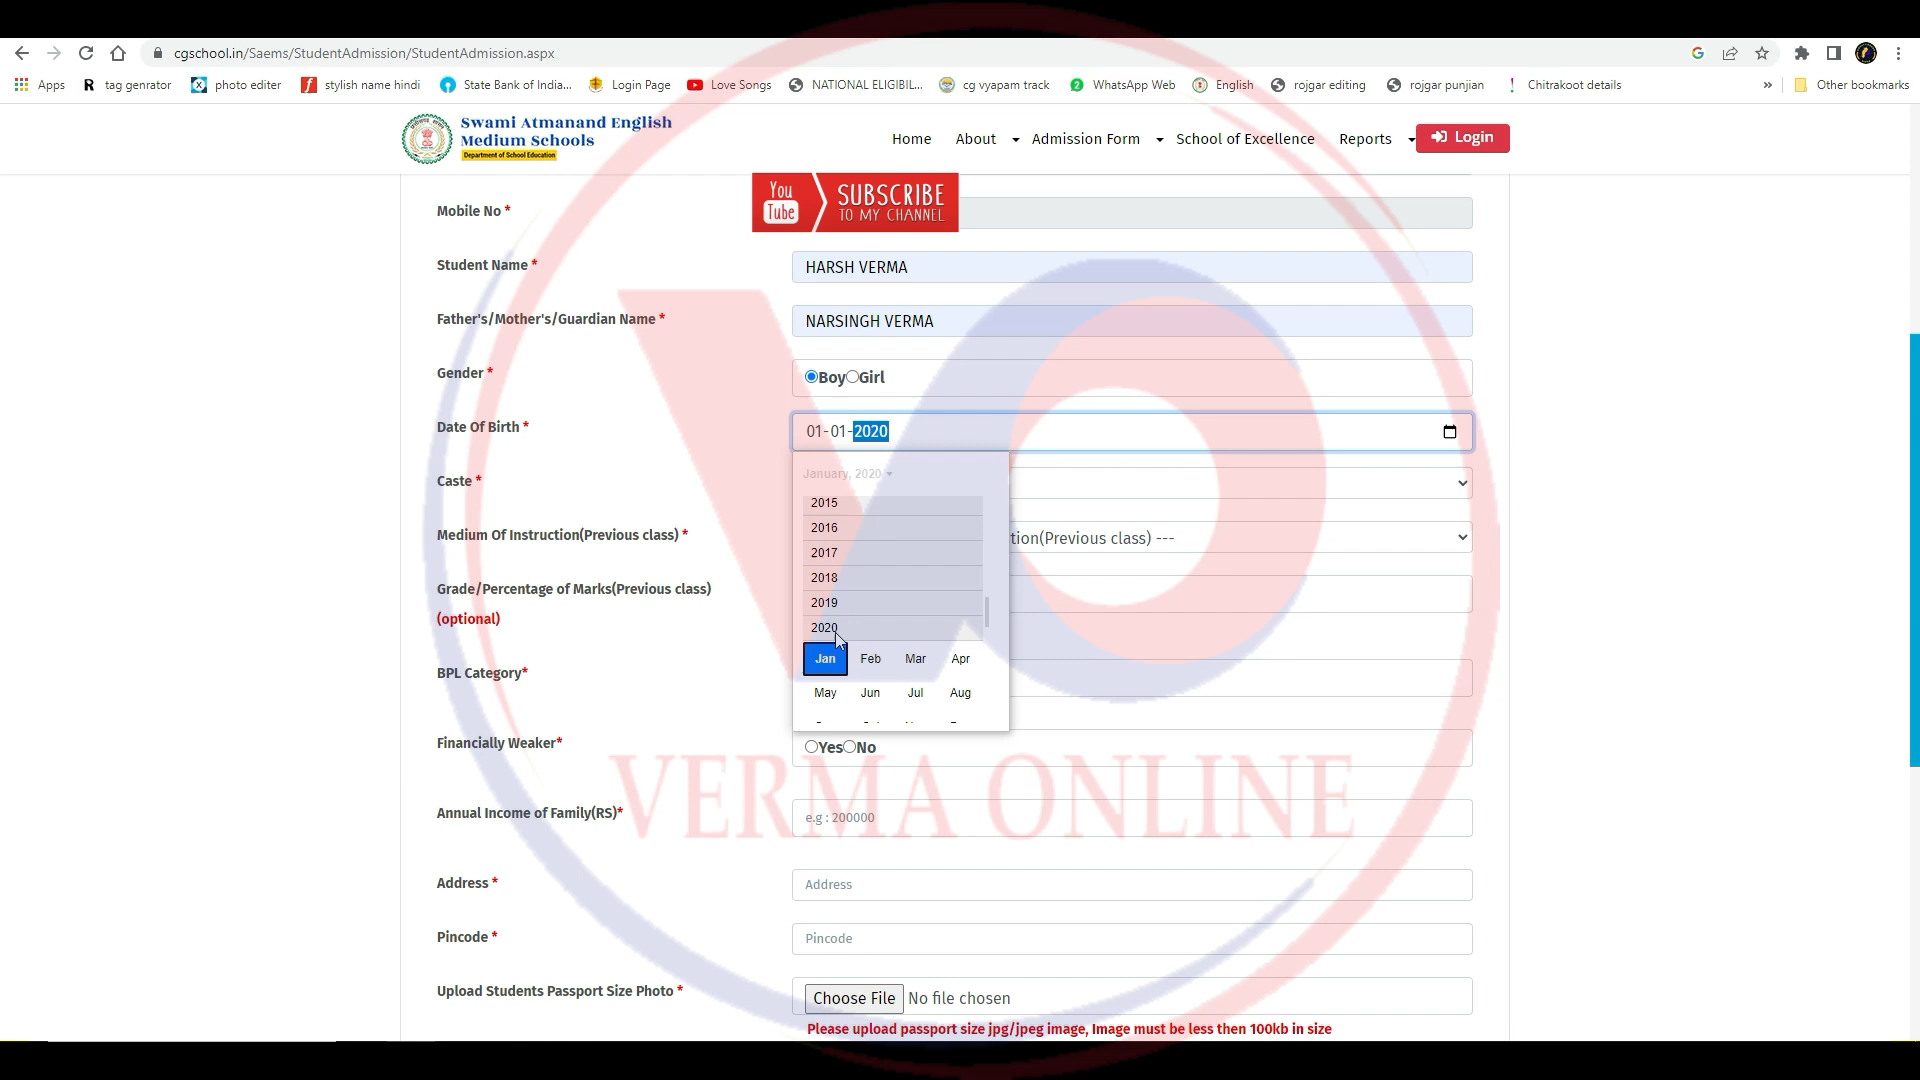 cgschool.in/Saems/StudentAdmission/StudentAdmission.aspx
Apps
R tag genrator
photo editer
stylish name hindi
State Bank of India...
Login Page
Love Songs
NATIONAL ELIGIBIL...
cg vyapam track
WhatsApp Web
English
rojgar editing
rojgar punjian
Chitrakoot details
»
Other bookmarks
Swami Atmanand English
Medium Schools
Department of School Education
Home
About
Admission Form
School of Excellence
Reports
Login
You
Tube
SUBSCRIBE
TO MY CHANNEL
Mobile No *
Student Name *
HARSH VERMA
Father's/Mother's/Guardian Name *
NARSINGH VERMA
Gender *
Boy Girl
Date Of Birth *
01-01-2020
January, 2020
2015
2016
2017
2018
2019
2020
Jan Feb Mar Apr
May Jun Jul Aug
Caste *
Medium Of Instruction(Previous class) *
tion(Previous class) ---
Grade/Percentage of Marks(Previous class)
(optional)
BPL Category*
Financially Weaker*
Yes No
VERMA ONLINE
Annual Income of Family(RS)*
e.g : 200000
Address *
Address
Pincode *
Pincode
Upload Students Passport Size Photo *
Choose File No file chosen
Please upload passport size jpg/jpeg image, Image must be less then 100kb in size